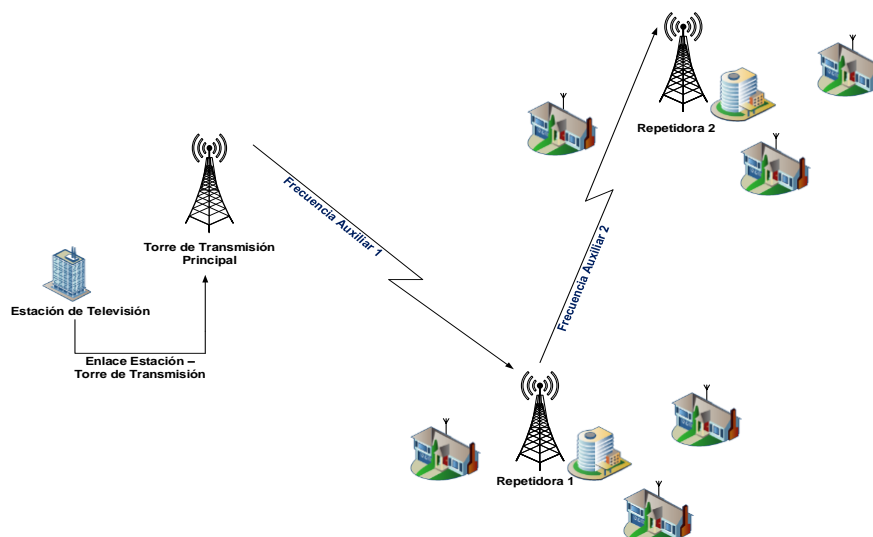 Repetidora 2
Frecuencia Auxiliar 1
Torre de Transmisión
Principal
Frecuencia Auxiliar 2
Estación de Televisión
Enlace Estación –
Torre de Transmisión
Repetidora 1